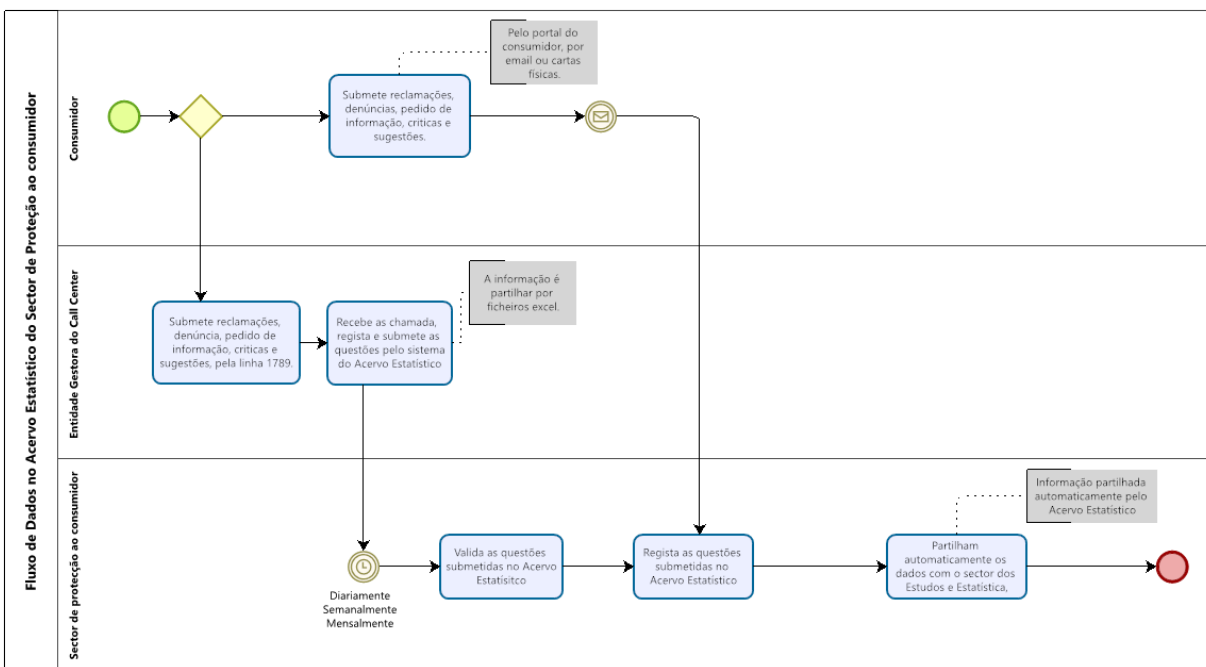 Fluxo de Dados no Acervo Estatístico do Sector de Proteção ao consumidor
Consumidor
Pelo portal do
consumidor, por
email ou cartas
físicas.
Submete reclamações,
denúncias, pedido de
informação, criticas e
sugestões.
Entidade Gestora do Call Center
A informação é
partilhar por
ficheiros excel.
Submete reclamações,
denúncia, pedido de
informação, criticas e
sugestões, pela linha 1789.
Recebe as chamada,
regista e submete as
questões pelo sistema
do Acervo Estatístico
Sector de protecção ao consumidor
Informação partilhada
automaticamente pelo
Acervo Estatístico
Diariamente
Semanalmente
Mensalmente
Valida as questões
submetidas no Acervo
Estatísitco
Regista as questões
submetidas no
Acervo Estatístico
Partilham
automaticamente os
dados com o sector dos
Estudos e Estatística,